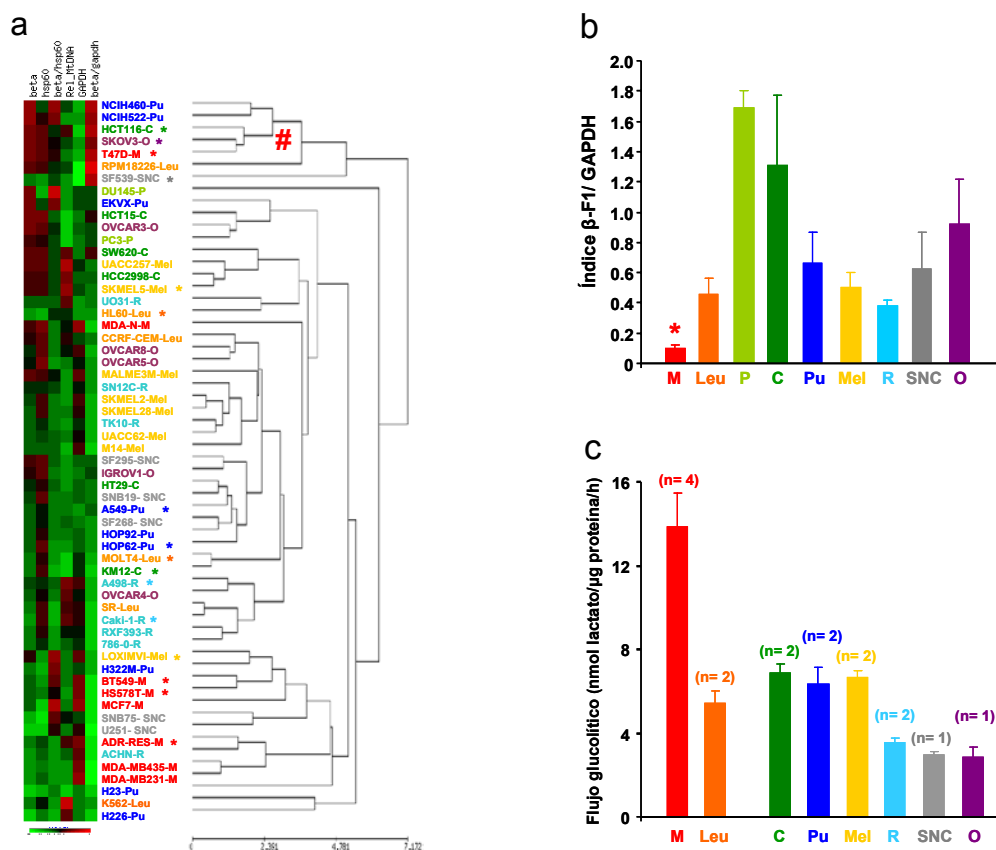 a
beta
hsp60
beta/hsp60
Rel_MtDNA
GAPDH
beta/gapdh
NCIH460-Pu
NCIH522-Pu
HCT116-C *
SKOV3-O *
T47D-M *
RPM18226-Leu
SF539-SNC *
DU145-P
EKVX-Pu
HCT15-C
OVCAR3-O
PC3-P
SW620-C
UACC257-Mel
HCC2998-C
SKMEL5-Mel *
UO31-R
HL60-Leu *
MDA-N-M
CCRF-CEM-Leu
OVCAR8-O
OVCAR5-O
MALME3M-Mel
SN12C-R
SKMEL2-Mel
SKMEL28-Mel
TK10-R
UACC62-Mel
M14-Mel
SF295-SNC
IGROV1-O
HT29-C
SNB19- SNC
A549-Pu *
SF268- SNC
HOP92-Pu
HOP62-Pu *
MOLT4-Leu *
KM12-C *
A498-R *
OVCAR4-O
SR-Leu
Caki-1-R *
RXF393-R
786-0-R
LOXIMVI-Mel *
H322M-Pu
BT549-M *
HS578T-M *
MCF7-M
SNB75- SNC
U251- SNC
ADR-RES-M *
ACHN-R
MDA-MB435-M
MDA-MB231-M
H23-Pu
K562-Leu
H226-Pu
#
0 2.381 4.781 7.172
b
Índice β-F1/ GAPDH
2.0
1.8
1.6
1.4
1.2
1.0
0.8
0.6
0.4
0.2
0
*
M Leu P C Pu Mel R SNC O
c
Flujo glucolítico (nmol lactato/µg proteína/h)
16
12
8
4
0
(n= 4)
(n= 2)
(n= 2)
(n= 2)
(n= 2)
(n= 2)
(n= 1)
(n= 1)
M Leu C Pu Mel R SNC O